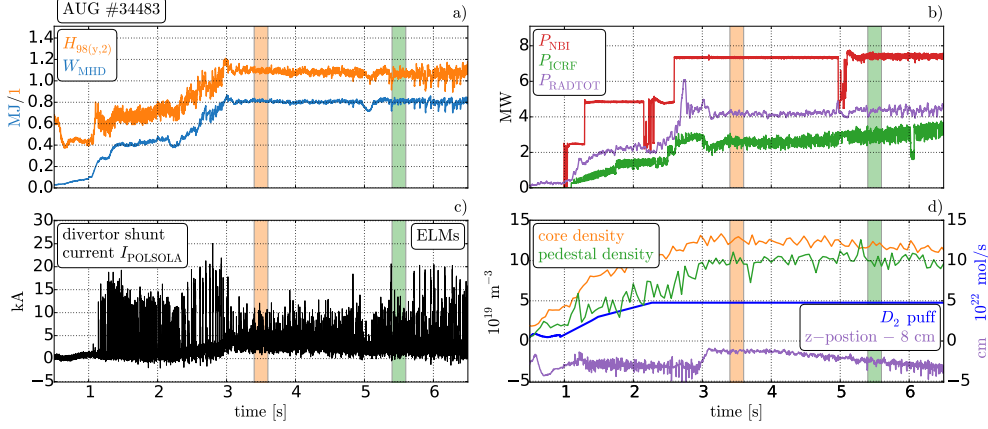 AUG #34483
a)
1.4
1.2
1.0
0.8
0.6
0.4
0.2
0.0
MJ/1
H98(y,2)
WMHD
b)
8
6
4
2
0
MW
PNBI
PICRF
PRADTOT
c)
30
25
20
15
10
5
0
−5
kA
divertor shunt
current IPOLSOLA
ELMs
1 2 3 4 5 6
time [s]
d)
15
10
5
0
−5
10^19 m^−3
core density
pedestal density
D2 puff
z−postion − 8 cm
15
10
5
0
−5
cm 10^22 mol/s
1 2 3 4 5 6
time [s]